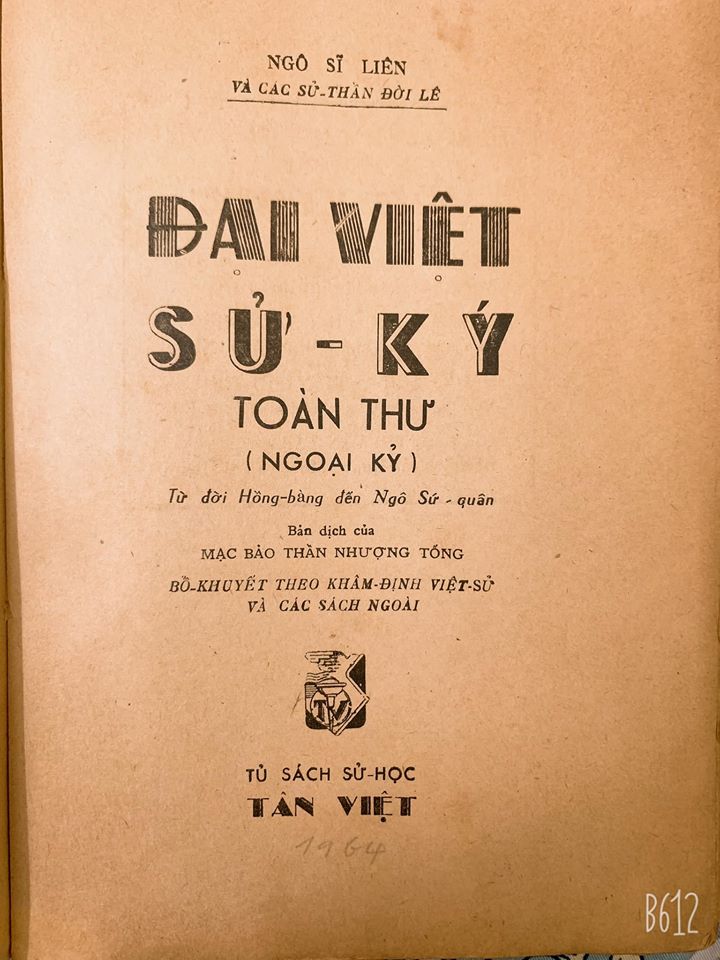 NGÔ SĨ LIÊN
VÀ CÁC SỬ-THẦN ĐỜI LÊ
ĐẠI VIỆT
SỬ-KÝ
TOÀN THƯ
(NGOẠI KỶ)
Từ đời Hồng-bàng đến Ngô Sứ-quân
Bản dịch của
MẠC BẢO THẦN NHƯỢNG TỐNG
BỔ-KHUYẾT THEO KHÂM-ĐỊNH VIỆT-SỬ
VÀ CÁC SÁCH NGOÀI
TV
TỦ SÁCH SỬ-HỌC
TÂN VIỆT
1964
B612